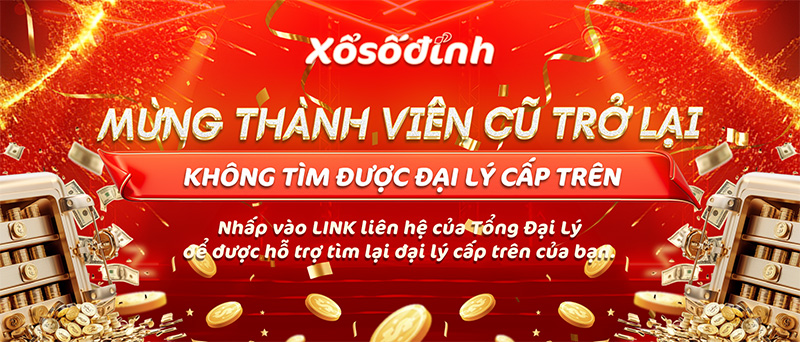 Xổsốđỉnh
MỪNG THÀNH VIÊN CŨ TRỞ LẠI
KHÔNG TÌM ĐƯỢC ĐẠI LÝ CẤP TRÊN
Nhấp vào LINK liên hệ của Tổng Đại Lý
để được hỗ trợ tìm lại đại lý cấp trên của bạn.